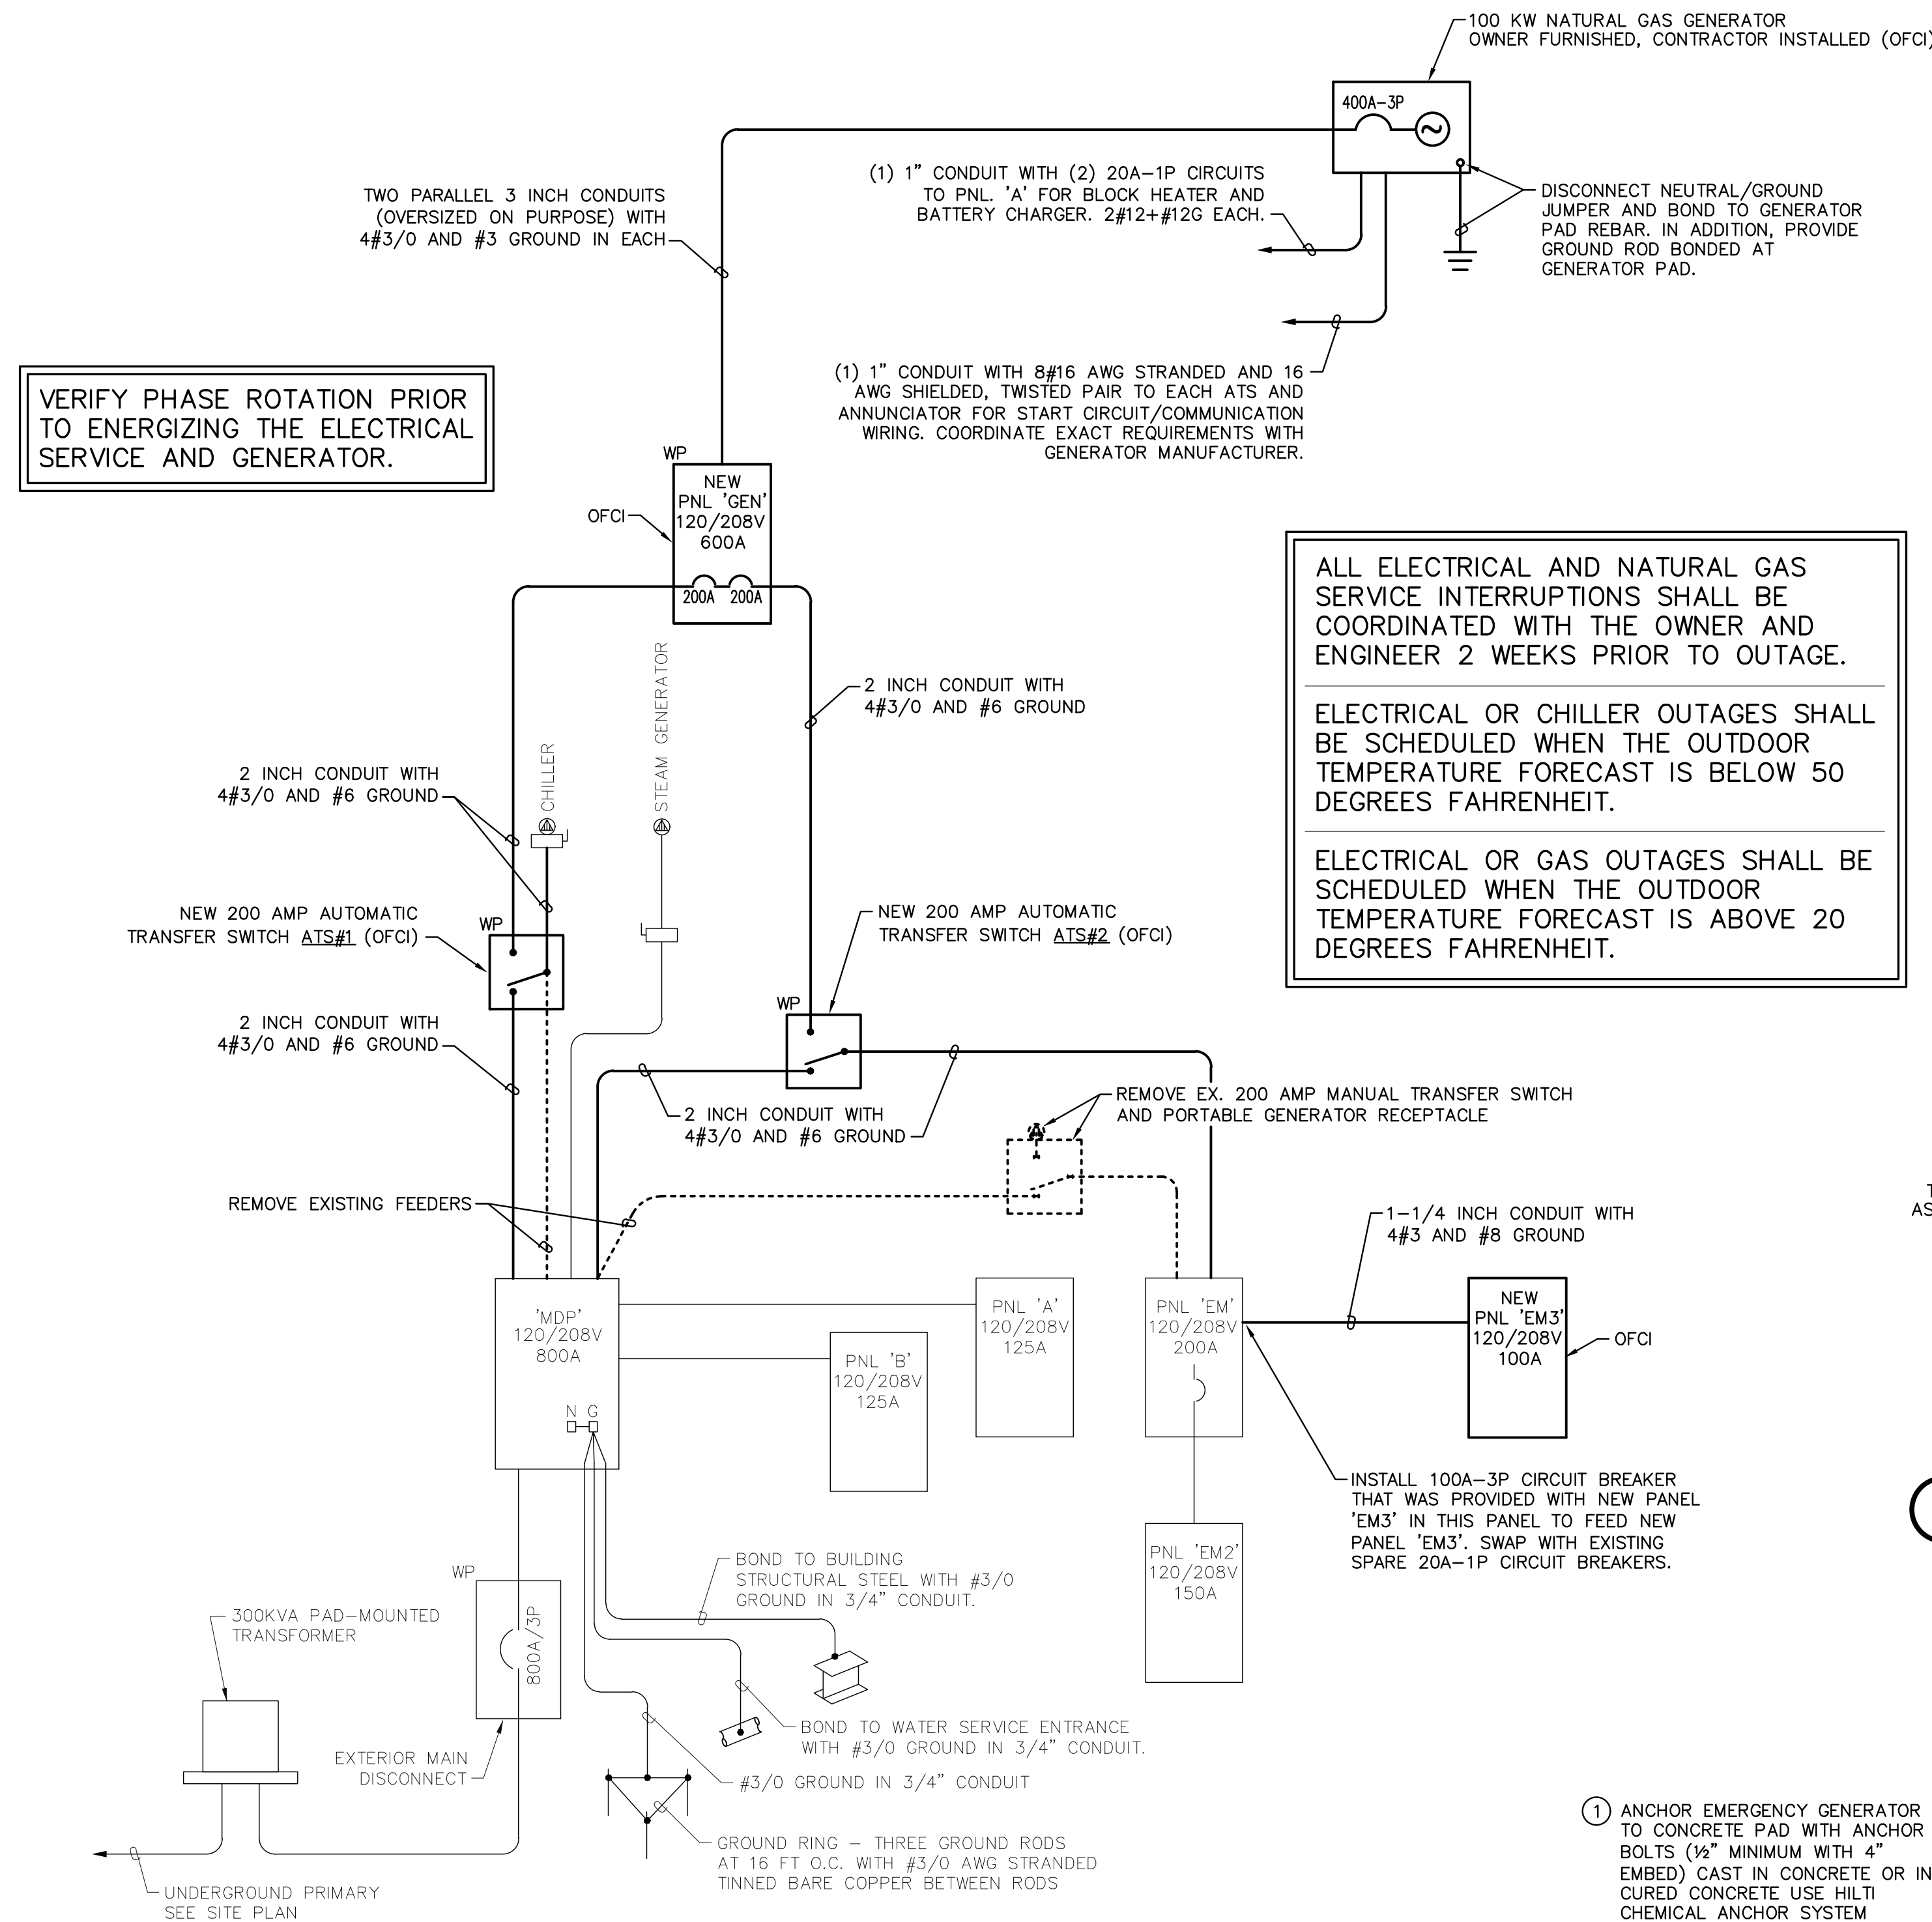 100 KW NATURAL GAS GENERATOR
OWNER FURNISHED, CONTRACTOR INSTALLED (OFCI)
400A-3P
(1) 1" CONDUIT WITH (2) 20A-1P CIRCUITS
TO PNL. 'A' FOR BLOCK HEATER AND
BATTERY CHARGER. 2#12+#12G EACH.
TWO PARALLEL 3 INCH CONDUITS
(OVERSIZED ON PURPOSE) WITH
4#3/0 AND #3 GROUND IN EACH
DISCONNECT NEUTRAL/GROUND
JUMPER AND BOND TO GENERATOR
PAD REBAR. IN ADDITION, PROVIDE
GROUND ROD BONDED AT
GENERATOR PAD.
(1) 1" CONDUIT WITH 8#16 AWG STRANDED AND 16
AWG SHIELDED, TWISTED PAIR TO EACH ATS AND
ANNUNCIATOR FOR START CIRCUIT/COMMUNICATION
WIRING. COORDINATE EXACT REQUIREMENTS WITH
GENERATOR MANUFACTURER.
VERIFY PHASE ROTATION PRIOR
TO ENERGIZING THE ELECTRICAL
SERVICE AND GENERATOR.
WP
NEW
PNL 'GEN'
120/208V
600A
200A 200A
OFCI
ALL ELECTRICAL AND NATURAL GAS
SERVICE INTERRUPTIONS SHALL BE
COORDINATED WITH THE OWNER AND
ENGINEER 2 WEEKS PRIOR TO OUTAGE.
ELECTRICAL OR CHILLER OUTAGES SHALL
BE SCHEDULED WHEN THE OUTDOOR
TEMPERATURE FORECAST IS BELOW 50
DEGREES FAHRENHEIT.
ELECTRICAL OR GAS OUTAGES SHALL BE
SCHEDULED WHEN THE OUTDOOR
TEMPERATURE FORECAST IS ABOVE 20
DEGREES FAHRENHEIT.
2 INCH CONDUIT WITH
4#3/0 AND #6 GROUND
STEAM GENERATOR
CHILLER
2 INCH CONDUIT WITH
4#3/0 AND #6 GROUND
NEW 200 AMP AUTOMATIC
TRANSFER SWITCH ATS#1 (OFCI)
WP
NEW 200 AMP AUTOMATIC
TRANSFER SWITCH ATS#2 (OFCI)
WP
2 INCH CONDUIT WITH
4#3/0 AND #6 GROUND
2 INCH CONDUIT WITH
4#3/0 AND #6 GROUND
REMOVE EX. 200 AMP MANUAL TRANSFER SWITCH
AND PORTABLE GENERATOR RECEPTACLE
REMOVE EXISTING FEEDERS
1-1/4 INCH CONDUIT WITH
4#3 AND #8 GROUND
T
AS
'MDP'
120/208V
800A
N G
PNL 'B'
120/208V
125A
PNL 'A'
120/208V
125A
PNL 'EM'
120/208V
200A
NEW
PNL 'EM3'
120/208V
100A
OFCI
INSTALL 100A-3P CIRCUIT BREAKER
THAT WAS PROVIDED WITH NEW PANEL
'EM3' IN THIS PANEL TO FEED NEW
PANEL 'EM3'. SWAP WITH EXISTING
SPARE 20A-1P CIRCUIT BREAKERS.
PNL 'EM2'
120/208V
150A
BOND TO BUILDING
STRUCTURAL STEEL WITH #3/0
GROUND IN 3/4" CONDUIT.
WP
800A/3P
300KVA PAD-MOUNTED
TRANSFORMER
EXTERIOR MAIN
DISCONNECT
BOND TO WATER SERVICE ENTRANCE
WITH #3/0 GROUND IN 3/4" CONDUIT.
#3/0 GROUND IN 3/4" CONDUIT
GROUND RING - THREE GROUND RODS
AT 16 FT O.C. WITH #3/0 AWG STRANDED
TINNED BARE COPPER BETWEEN RODS
UNDERGROUND PRIMARY
SEE SITE PLAN
1 ANCHOR EMERGENCY GENERATOR
TO CONCRETE PAD WITH ANCHOR
BOLTS (½" MINIMUM WITH 4"
EMBED) CAST IN CONCRETE OR IN
CURED CONCRETE USE HILTI
CHEMICAL ANCHOR SYSTEM